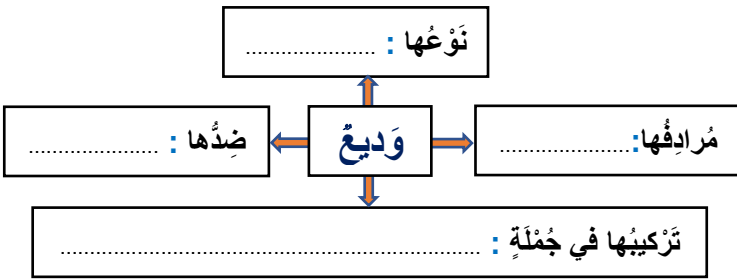 نَوْعُها : ......................
مُرادِفُها:......................
وَديعٌ
ضِدُّها : ......................
تَرْكيبُها في جُمْلَةٍ : ......................................................................